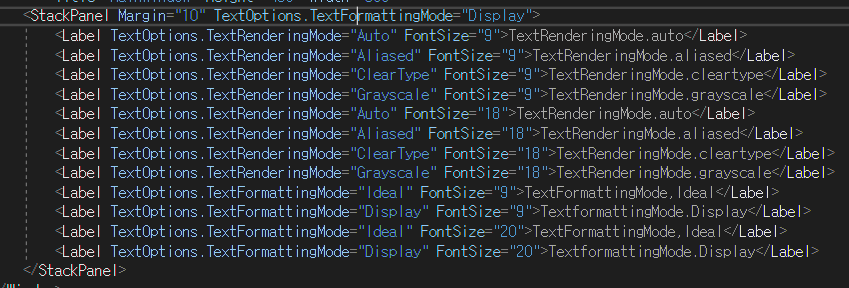 <StackPanel Margin="10" TextOptions.TextFormattingMode="Display">
<Label TextOptions.TextRenderingMode="Auto" FontSize="9">TextRenderingMode.auto</Label>
<Label TextOptions.TextRenderingMode="Aliased" FontSize="9">TextRenderingMode.aliased</Label>
<Label TextOptions.TextRenderingMode="ClearType" FontSize="9">TextRenderingMode.cleartype</Label>
<Label TextOptions.TextRenderingMode="Grayscale" FontSize="9">TextRenderingMode.grayscale</Label>
<Label TextOptions.TextRenderingMode="Auto" FontSize="18">TextRenderingMode.auto</Label>
<Label TextOptions.TextRenderingMode="Aliased" FontSize="18">TextRenderingMode.aliased</Label>
<Label TextOptions.TextRenderingMode="ClearType" FontSize="18">TextRenderingMode.cleartype</Label>
<Label TextOptions.TextRenderingMode="Grayscale" FontSize="18">TextRenderingMode.grayscale</Label>
<Label TextOptions.TextFormattingMode="Ideal" FontSize="9">TextFormattingMode,Ideal</Label>
<Label TextOptions.TextFormattingMode="Display" FontSize="9">TextformattingMode.Display</Label>
<Label TextOptions.TextFormattingMode="Ideal" FontSize="20">TextFormattingMode,Ideal</Label>
<Label TextOptions.TextFormattingMode="Display" FontSize="20">TextformattingMode.Display</Label>
</StackPanel>